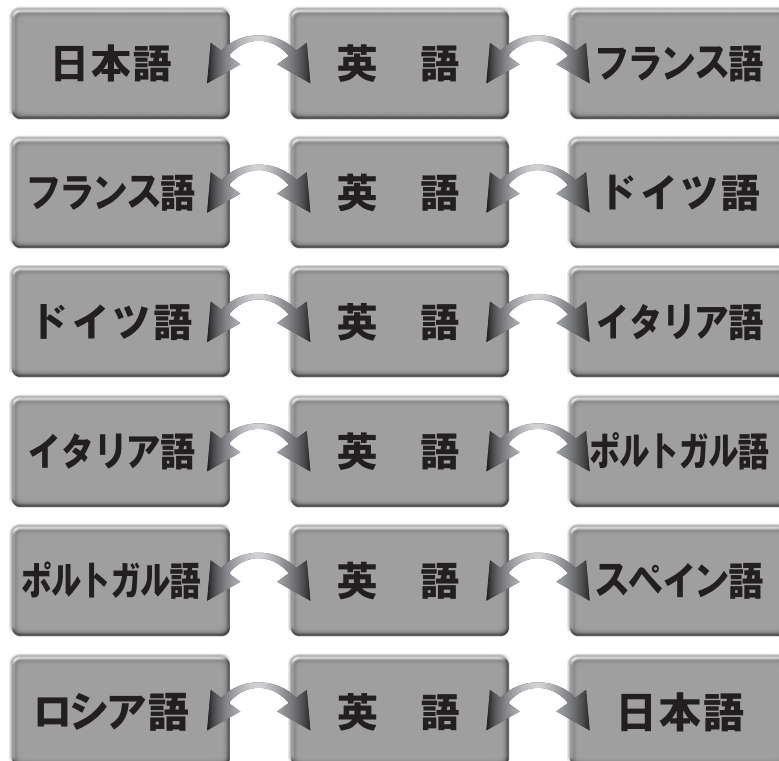 日本語 英 語 フランス語
フランス語 英 語 ドイツ語
ドイツ語 英 語 イタリア語
イタリア語 英 語 ポルトガル語
ポルトガル語 英 語 スペイン語
ロシア語 英 語 日本語